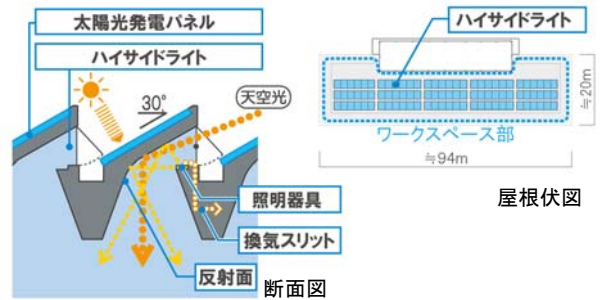 太陽光発電パネル
ハイサイドライト
30°
天空光
照明器具
換気スリット
反射面
断面図
ハイサイドライト
ワークスペース部
≒20m
≒94m
屋根伏図